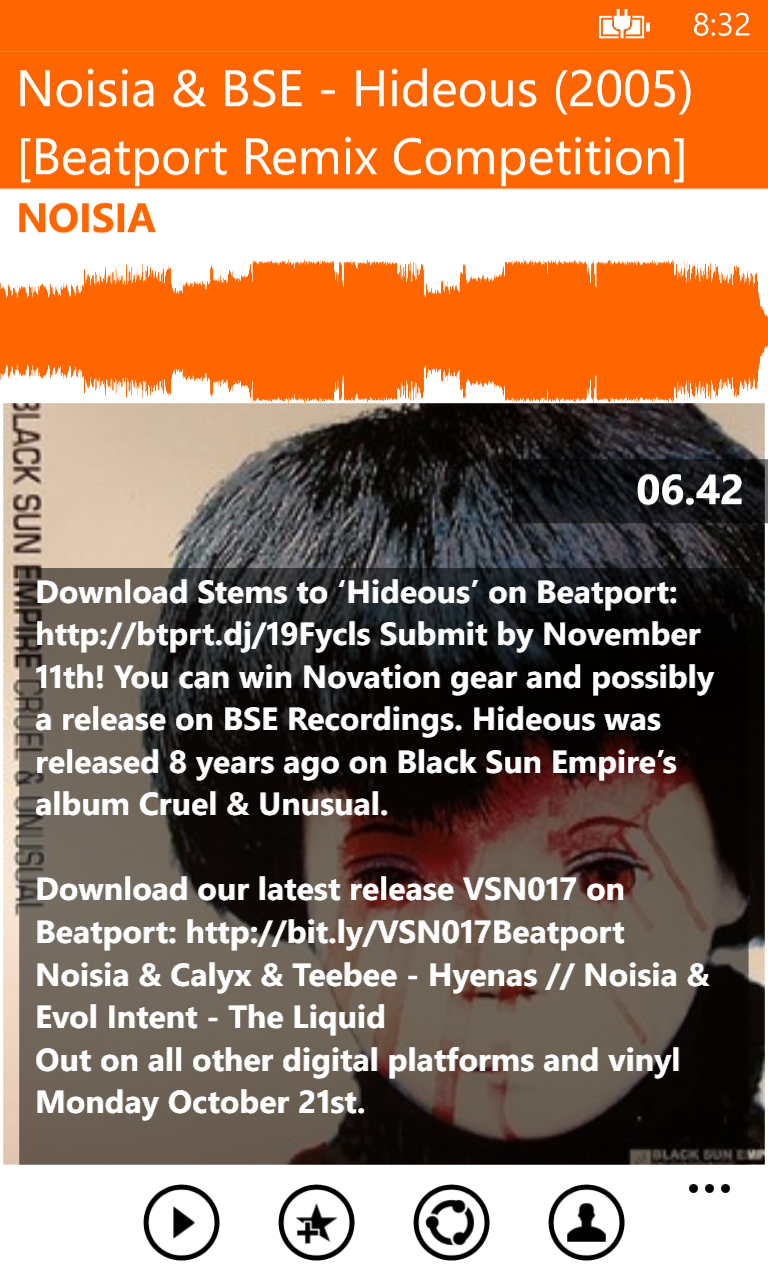 8:32
Noisia & BSE - Hideous (2005)
[Beatport Remix Competition]
NOISIA
BLACK SUN EMPIRE CRUEL & UNUSUAL
06.42
Download Stems to ‘Hideous’ on Beatport:
http://btprt.dj/19Fycls Submit by November
11th! You can win Novation gear and possibly
a release on BSE Recordings. Hideous was
released 8 years ago on Black Sun Empire’s
album Cruel & Unusual.
Download our latest release VSN017 on
Beatport: http://bit.ly/VSN017Beatport
Noisia & Calyx & Teebee - Hyenas // Noisia &
Evol Intent - The Liquid
Out on all other digital platforms and vinyl
Monday October 21st.
BLACK SUN EMP